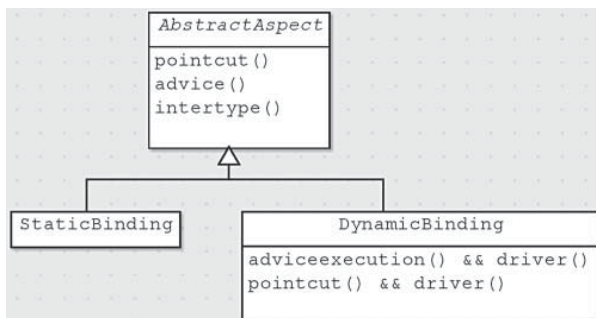 AbstractAspect
pointcut()
advice()
intertype()
StaticBinding
DynamicBinding
adviceexecution() && driver()
pointcut() && driver()